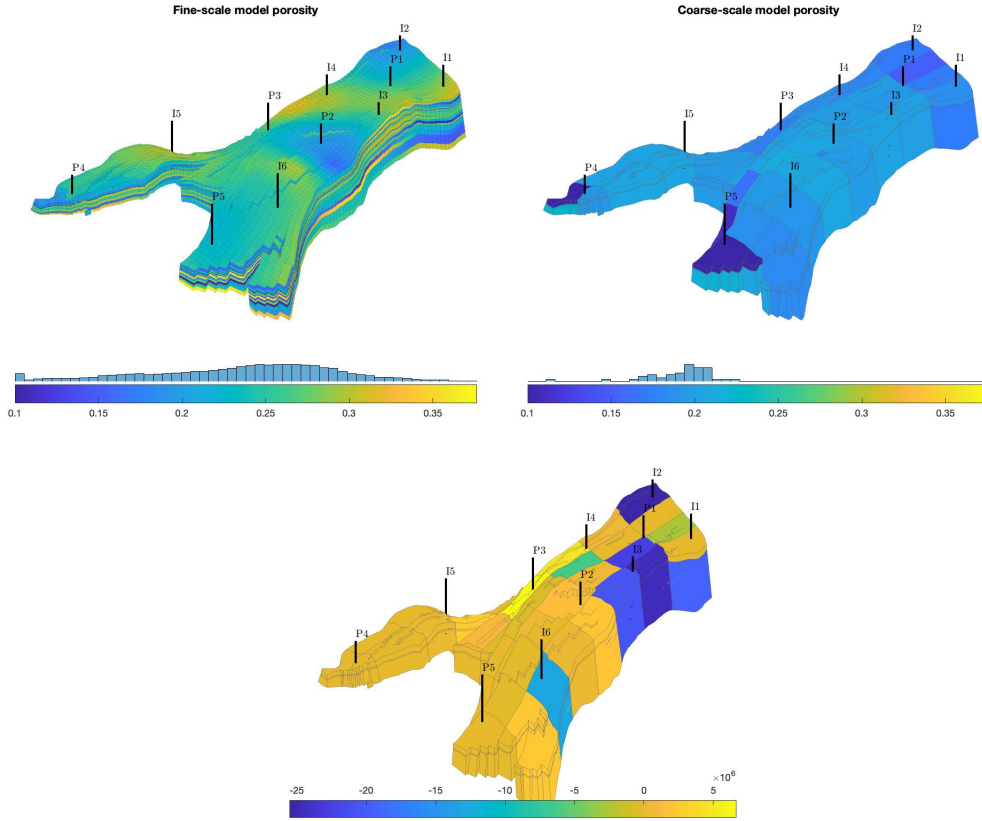 Fine-scale model porosity
I2
P1
I1
I4
P3
I3
I5
P2
P4
I6
P5
0.1 0.15 0.2 0.25 0.3 0.35
Coarse-scale model porosity
I2
P1
I1
I4
P3
I3
I5
P2
P4
I6
P5
0.1 0.15 0.2 0.25 0.3 0.35
I2
P1
I1
I4
P3
I3
I5
P2
P4
I6
P5
×10^6
-25 -20 -15 -10 -5 0 5